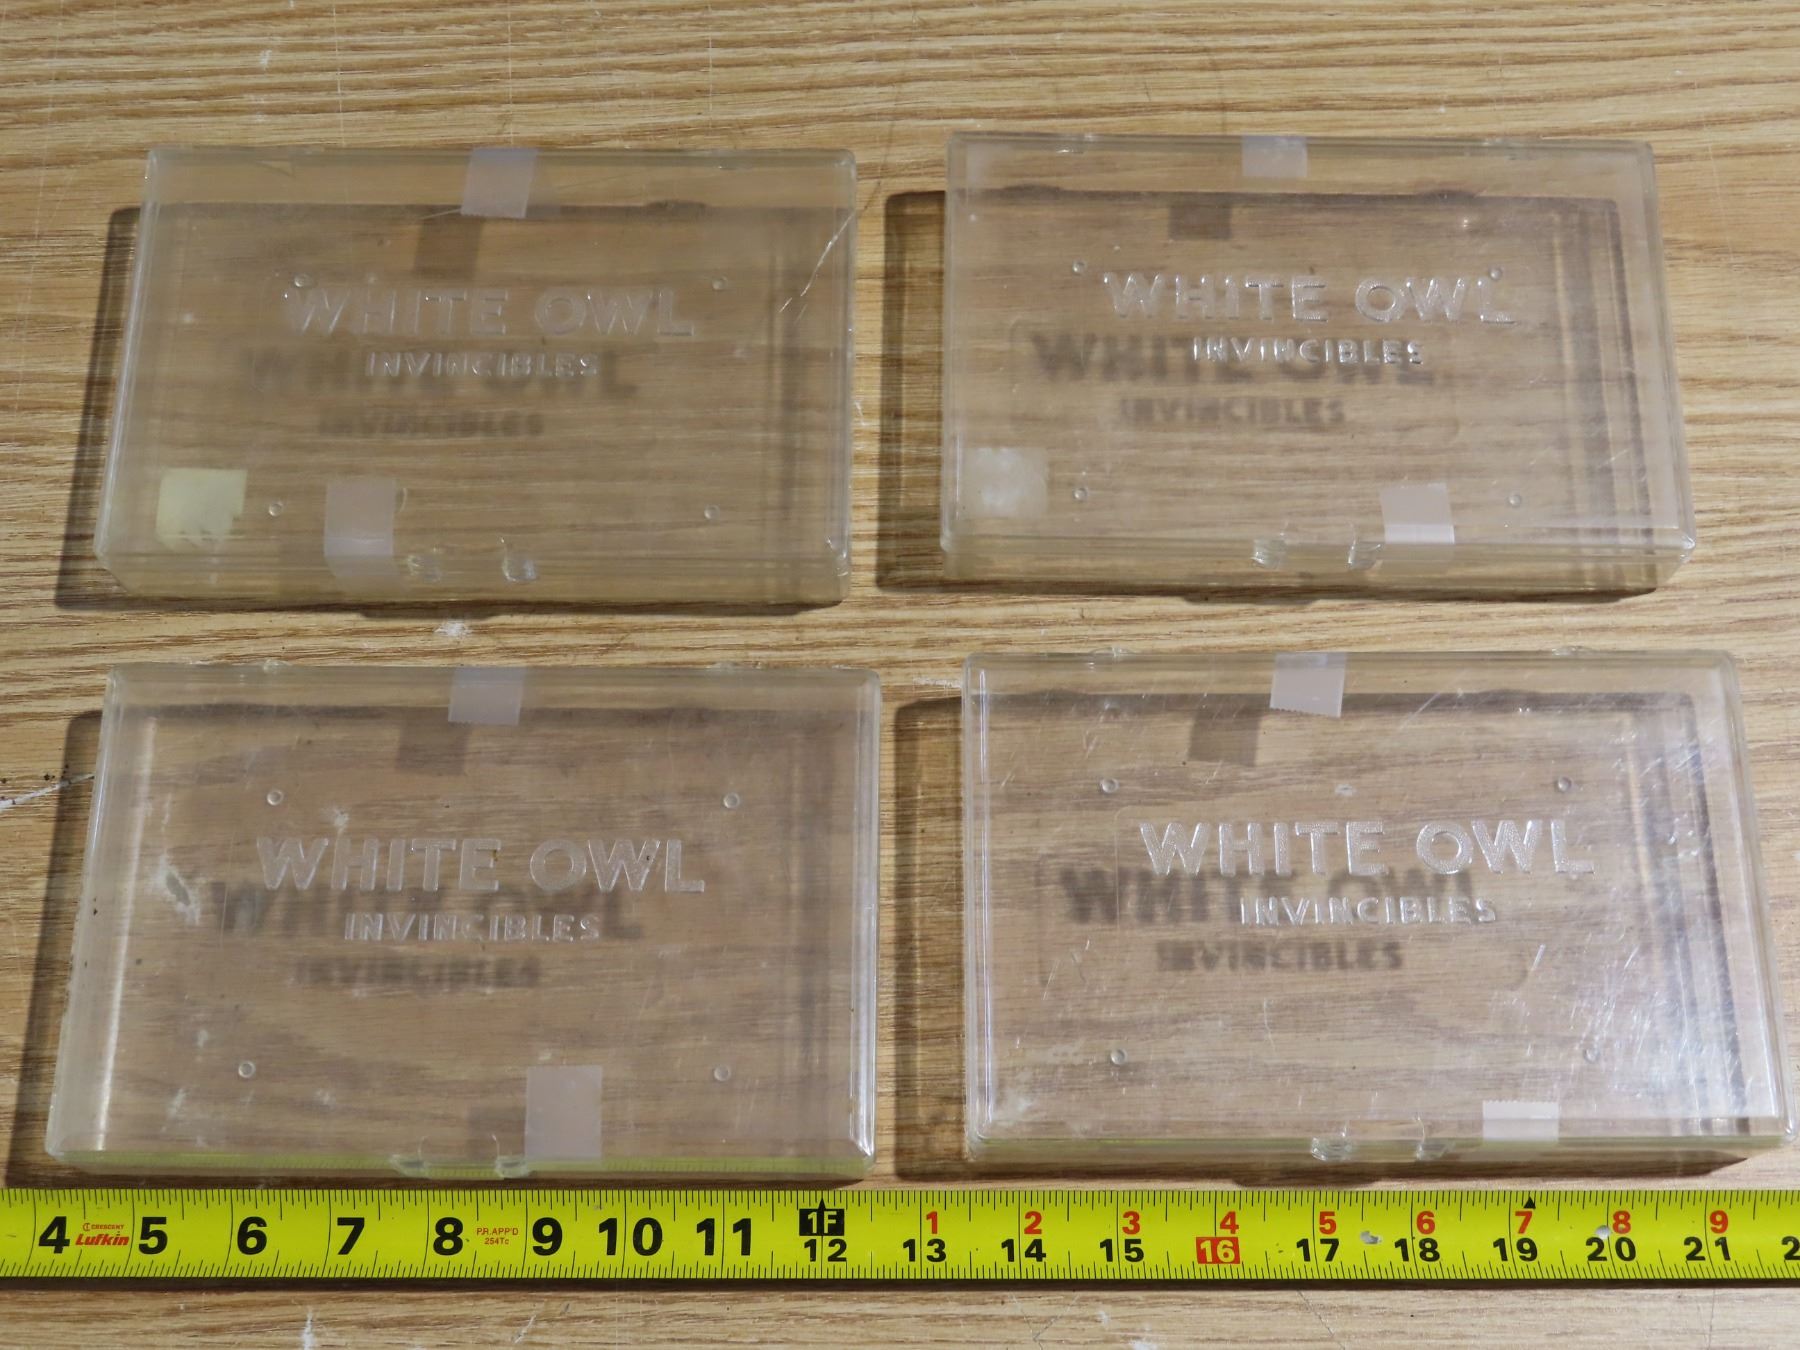 WHITE OWL
INVINCIBLES
WHITE OWL
INVINCIBLES
WHITE OWL
INVINCIBLES
WHITE OWL
INVINCIBLES
1F 1 2 3 4 5 6 7 8 9
4 CRESCENT Lufkin 5 6 7 8 P.R. APP'D 254Tc 9 10 11 12 13 14 15 16 17 18 19 20 21 2